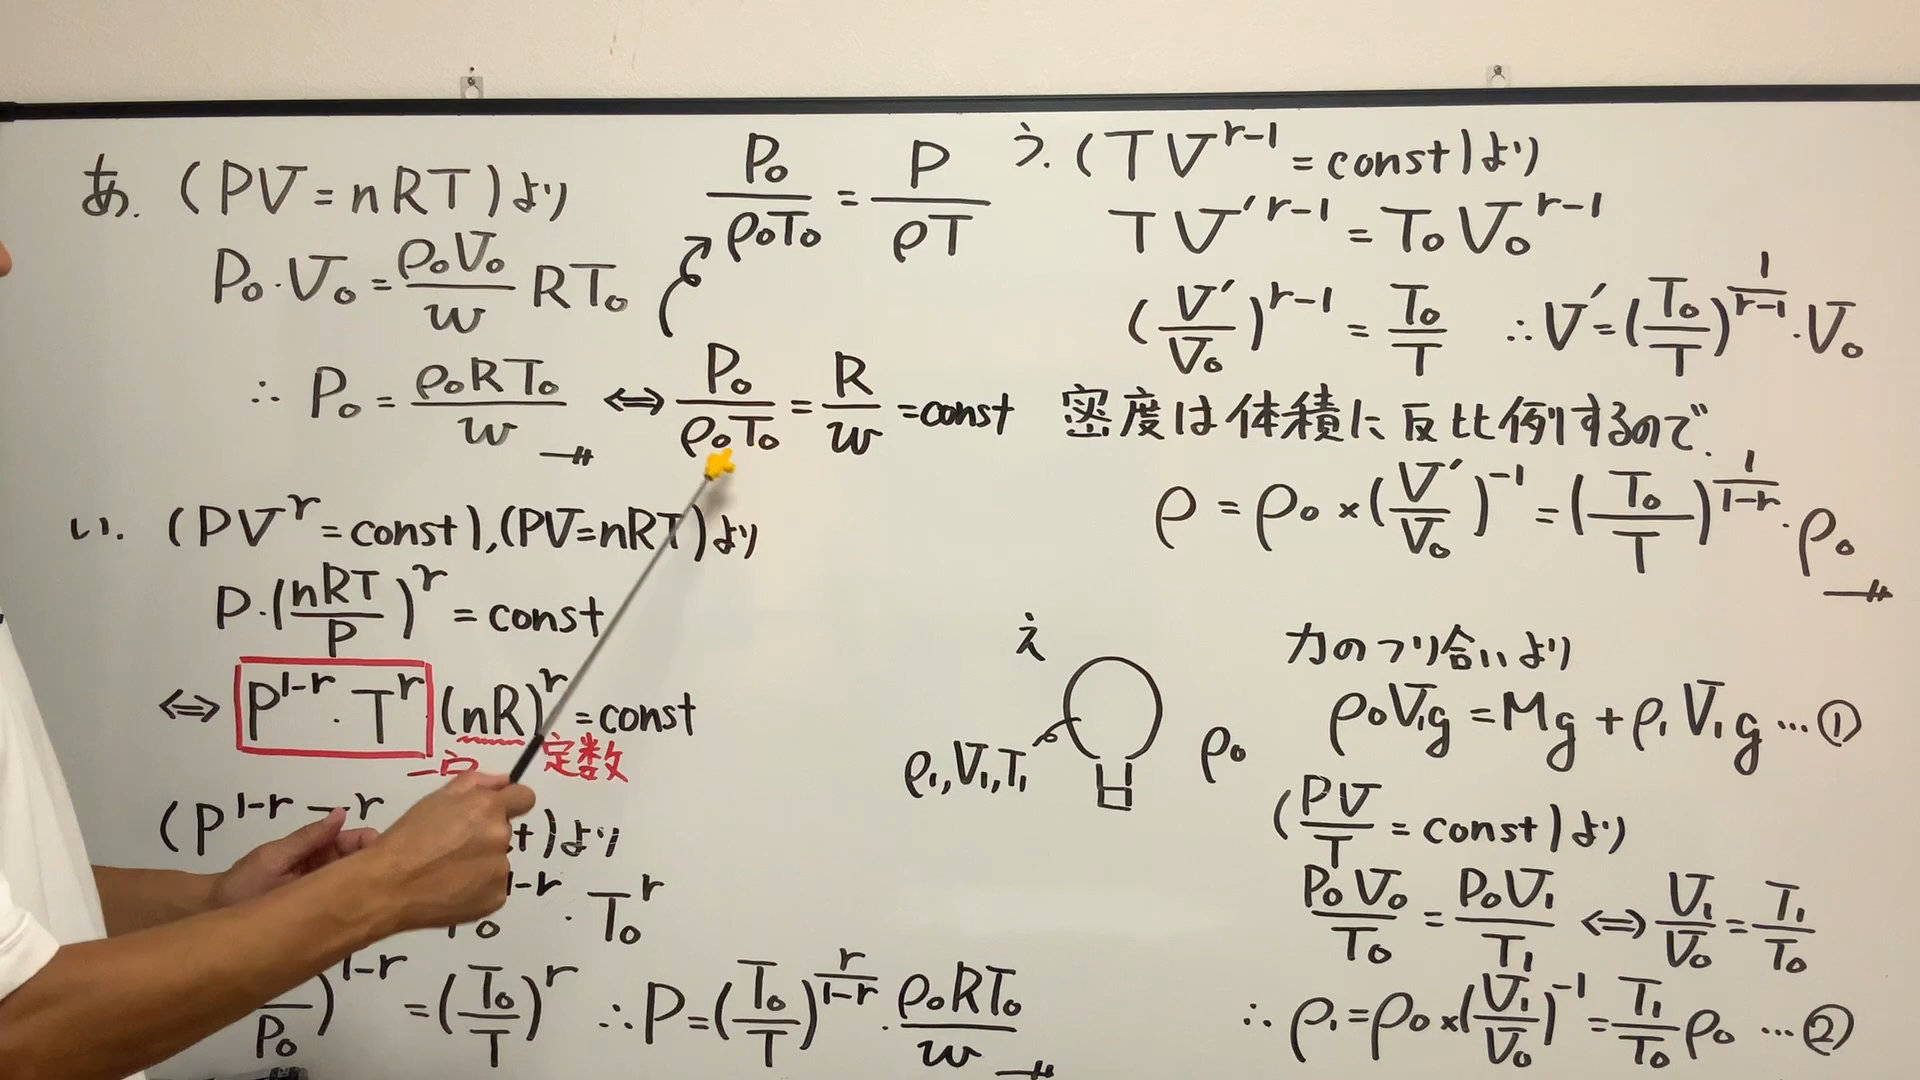 あ. (PV=nRT)より
P₀・V₀=ρ₀V₀/w RT₀
∴ P₀=ρ₀RT₀/w ⇔ P₀/ρ₀T₀=R/w=const
P₀/ρ₀T₀=P/ρT
い. (PV^r=const),(PV=nRT)より
P・(nRT/P)^r=const
⇔ P^(1-r)・T^r・(nR)^r=const
定数
(P^(1-r)
より
T₀^r
P₀)^(1-r)=(T₀/T)^r ∴P=(T₀/T)^(r/(1-r))・ρ₀RT₀/w
う. (TV^(r-1)=const)より
TV'^(r-1)=T₀V₀^(r-1)
(V'/V₀)^(r-1)=T₀/T ∴V'=(T₀/T)^(1/(r-1))・V₀
密度は体積に反比例するので.
ρ=ρ₀×(V'/V₀)^-1=(T₀/T)^(1/(1-r))・ρ₀
え
ρ₁,V₁,T₁
ρ₀
力のつり合いより
ρ₀V₁g=Mg+ρ₁V₁g…①
(PV/T=const)より
P₀V₀/T₀=P₀V₁/T₁ ⇔ V₁/V₀=T₁/T₀
∴ρ₁=ρ₀×(V₁/V₀)^-1=T₁/T₀ρ₀ …②